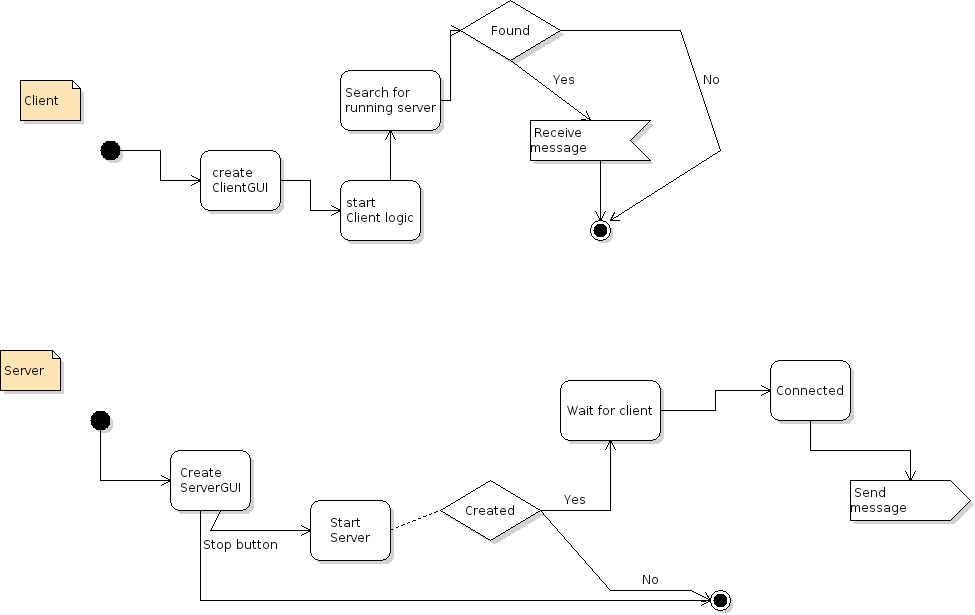 Found
Yes
No
Client
Search for
running server
Receive
message
create
ClientGUI
start
Client logic
Server
Wait for client
Connected
Create
ServerGUI
Yes
Send
message
Start
Server
Created
Stop button
No